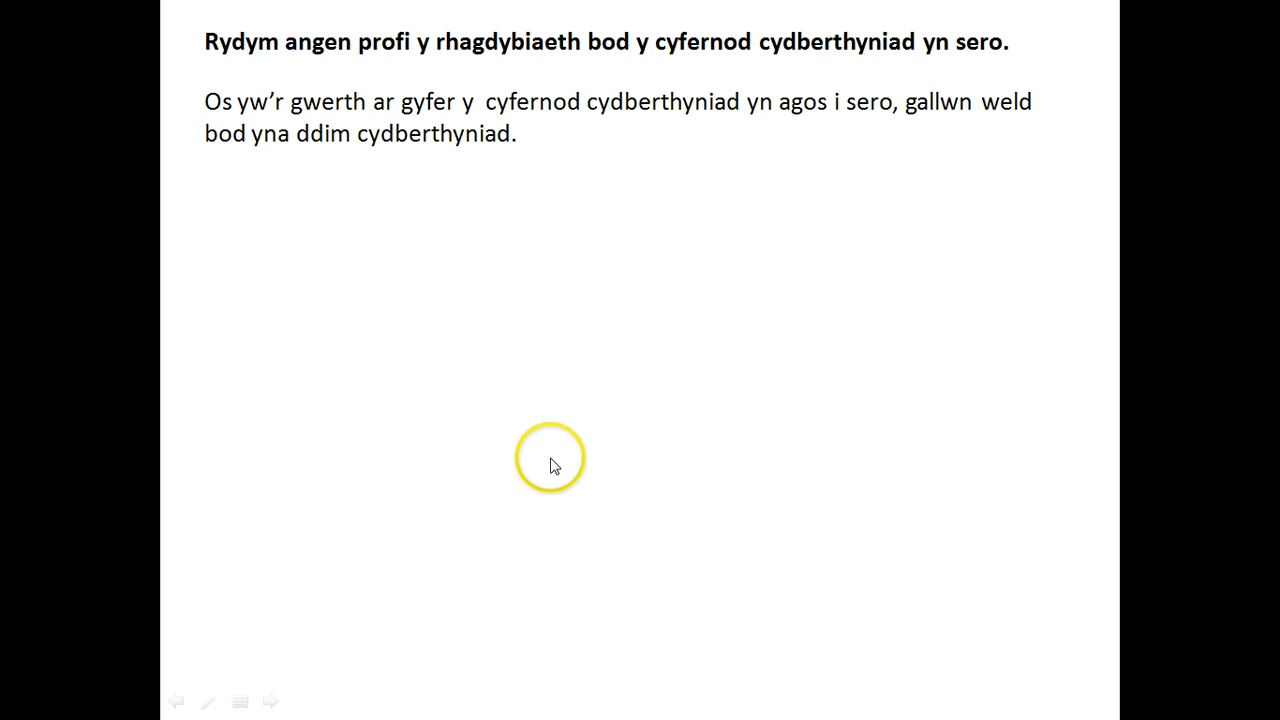 Rydym angen profi y rhagdybiaeth bod y cyfernod cydberthyniad yn sero.
Os yw’r gwerth ar gyfer y cyfernod cydberthyniad yn agos i sero, gallwn weld
bod yna ddim cydberthyniad.